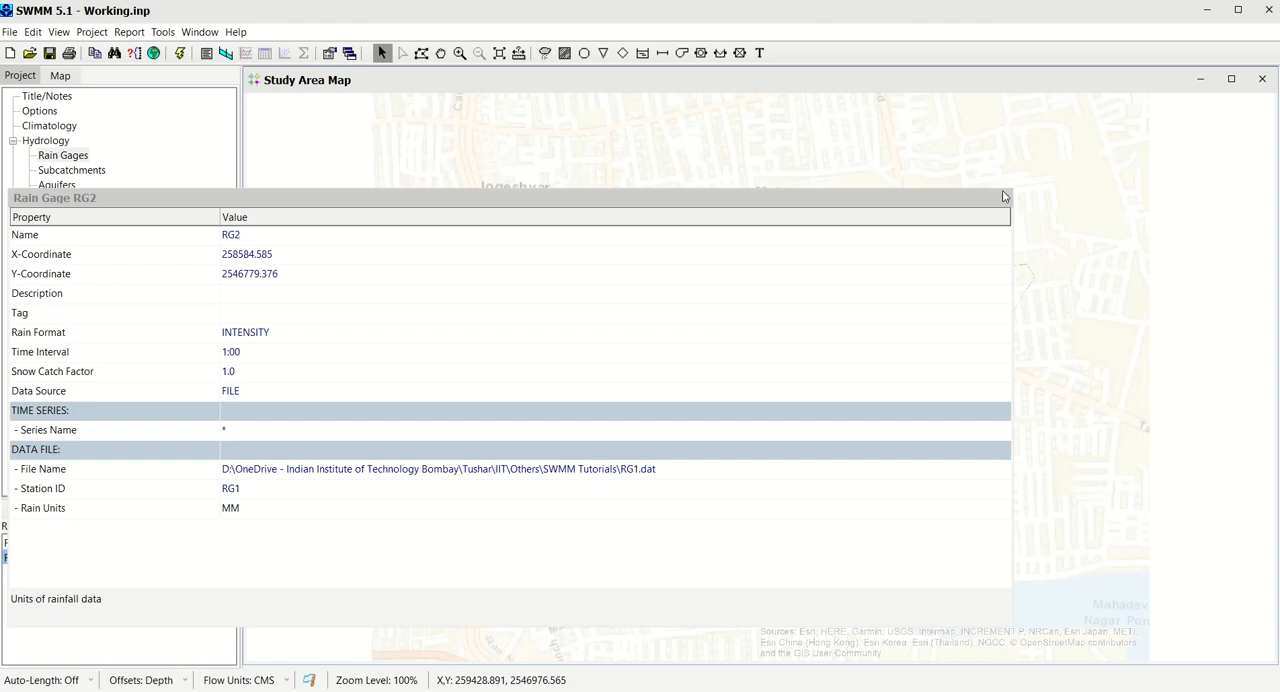 SWMM 5.1 - Working.inp
File Edit View Project Report Tools Window Help
Project Map
Study Area Map
Title/Notes
Options
Climatology
Hydrology
Rain Gages
Subcatchments
Aquifers
Rain Gage RG2
Property Value
Name RG2
X-Coordinate 258584.585
Y-Coordinate 2546779.376
Description
Tag
Rain Format INTENSITY
Time Interval 1:00
Snow Catch Factor 1.0
Data Source FILE
TIME SERIES:
- Series Name *
DATA FILE:
- File Name D:\OneDrive - Indian Institute of Technology Bombay\Tushar\IIT\Others\SWMM Tutorials\RG1.dat
- Station ID RG1
- Rain Units MM
Units of rainfall data
Mahadev
Nagar Pon
Sources: Esri, HERE, Garmin, USGS, Intermap, INCREMENT P, NRCan, Esri Japan, METI,
Esri China (Hong Kong), Esri Korea, Esri (Thailand), NGCC, © OpenStreetMap contributors
and the GIS User Community
Auto-Length: Off Offsets: Depth Flow Units: CMS Zoom Level: 100% X,Y: 259428.891, 2546976.565